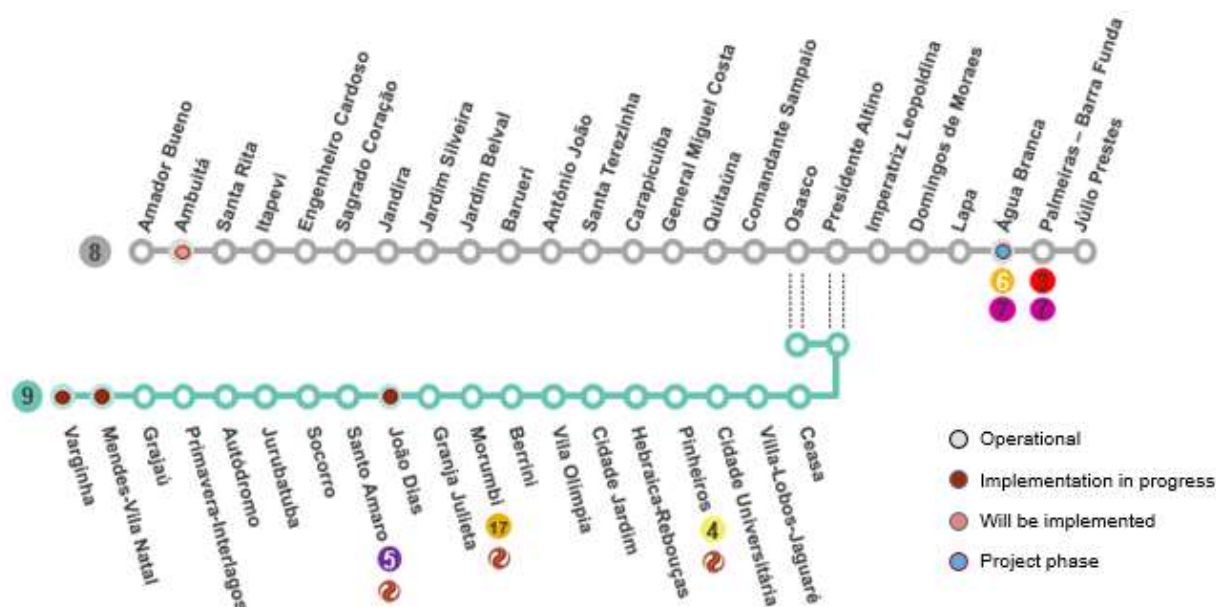 Amador Bueno
Ambuitá
Santa Rita
Itapevi
Engenheiro Cardoso
Sagrado Coração
Jandira
Jardim Silveira
Jardim Belval
Barueri
Antônio João
Santa Terezinha
Carapicuíba
General Miguel Costa
Quitaúna
Comandante Sampaio
Osasco
Presidente Altino
Imperatriz Leopoldina
Domingos de Moraes
Lapa
Água Branca
Palmeiras – Barra Funda
Júlio Prestes
8
6
3
7
7
9
Varginha
Mendes-Vila Natal
Grajaú
Primavera-Interlagos
Autódromo
Jurubatuba
Socorro
Santo Amaro
João Dias
Granja Julieta
Morumbi
Berrini
Vila Olimpia
Cidade Jardim
Hebraica-Rebouças
Pinheiros
Cidade Universitária
Villa-Lobos-Jaguaré
Ceasa
5
17
4
Operational
Implementation in progress
Will be implemented
Project phase